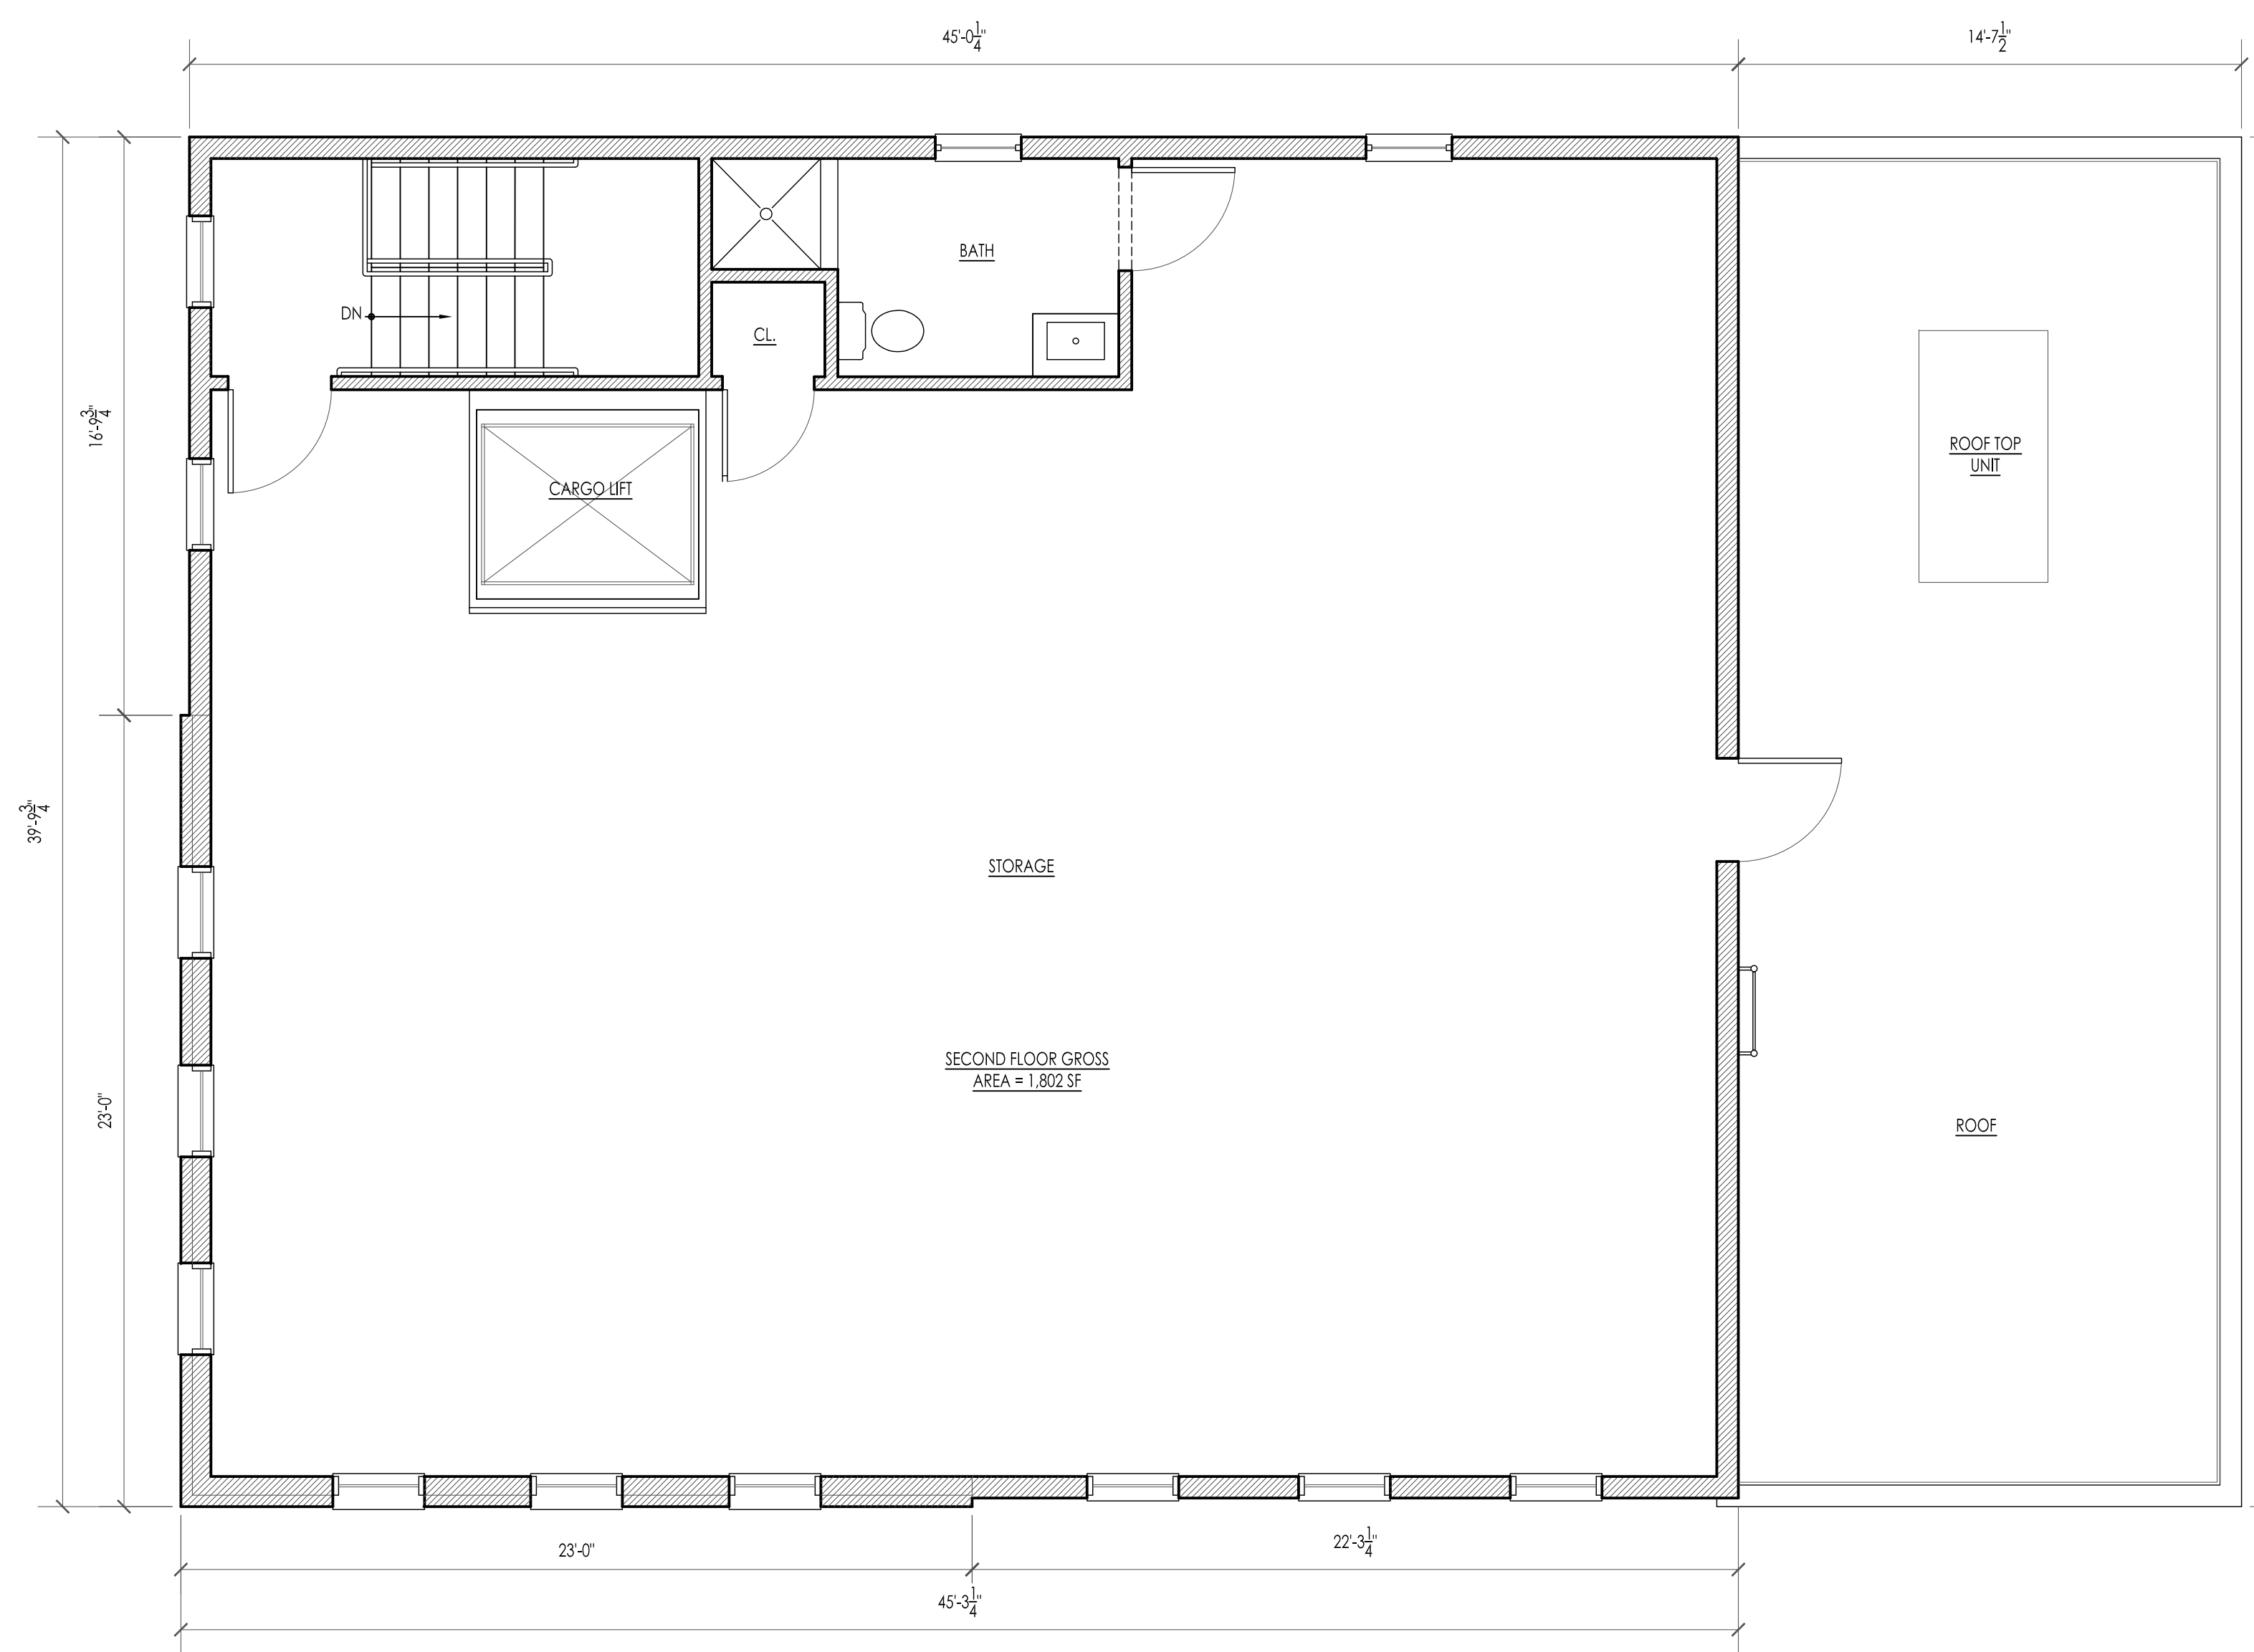 45'-0 1/4"
14'-7 1/2"
BATH
DN
CL.
16'-9 3/4"
ROOF TOP
UNIT
CARGO LIFT
39'-9 3/4"
STORAGE
SECOND FLOOR GROSS
AREA = 1,802 SF
23'-0"
ROOF
23'-0"
22'-3 1/4"
45'-3 1/4"